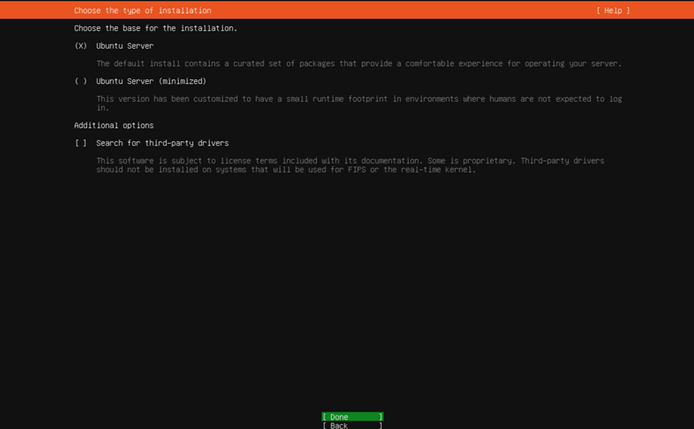 Choose the type of installation [ Help ]
Choose the base for the installation.
(X) Ubuntu Server
The default install contains a curated set of packages that provide a comfortable experience for operating your server.
( ) Ubuntu Server (minimized)
This version has been customized to have a small runtime footprint in environments where humans are not expected to log
in.
Additional options
[ ] Search for third-party drivers
This software is subject to license terms included with its documentation. Some is proprietary. Third-party drivers
should not be installed on systems that will be used for FIPS or the real-time kernel.
[ Done ]
[ Back ]